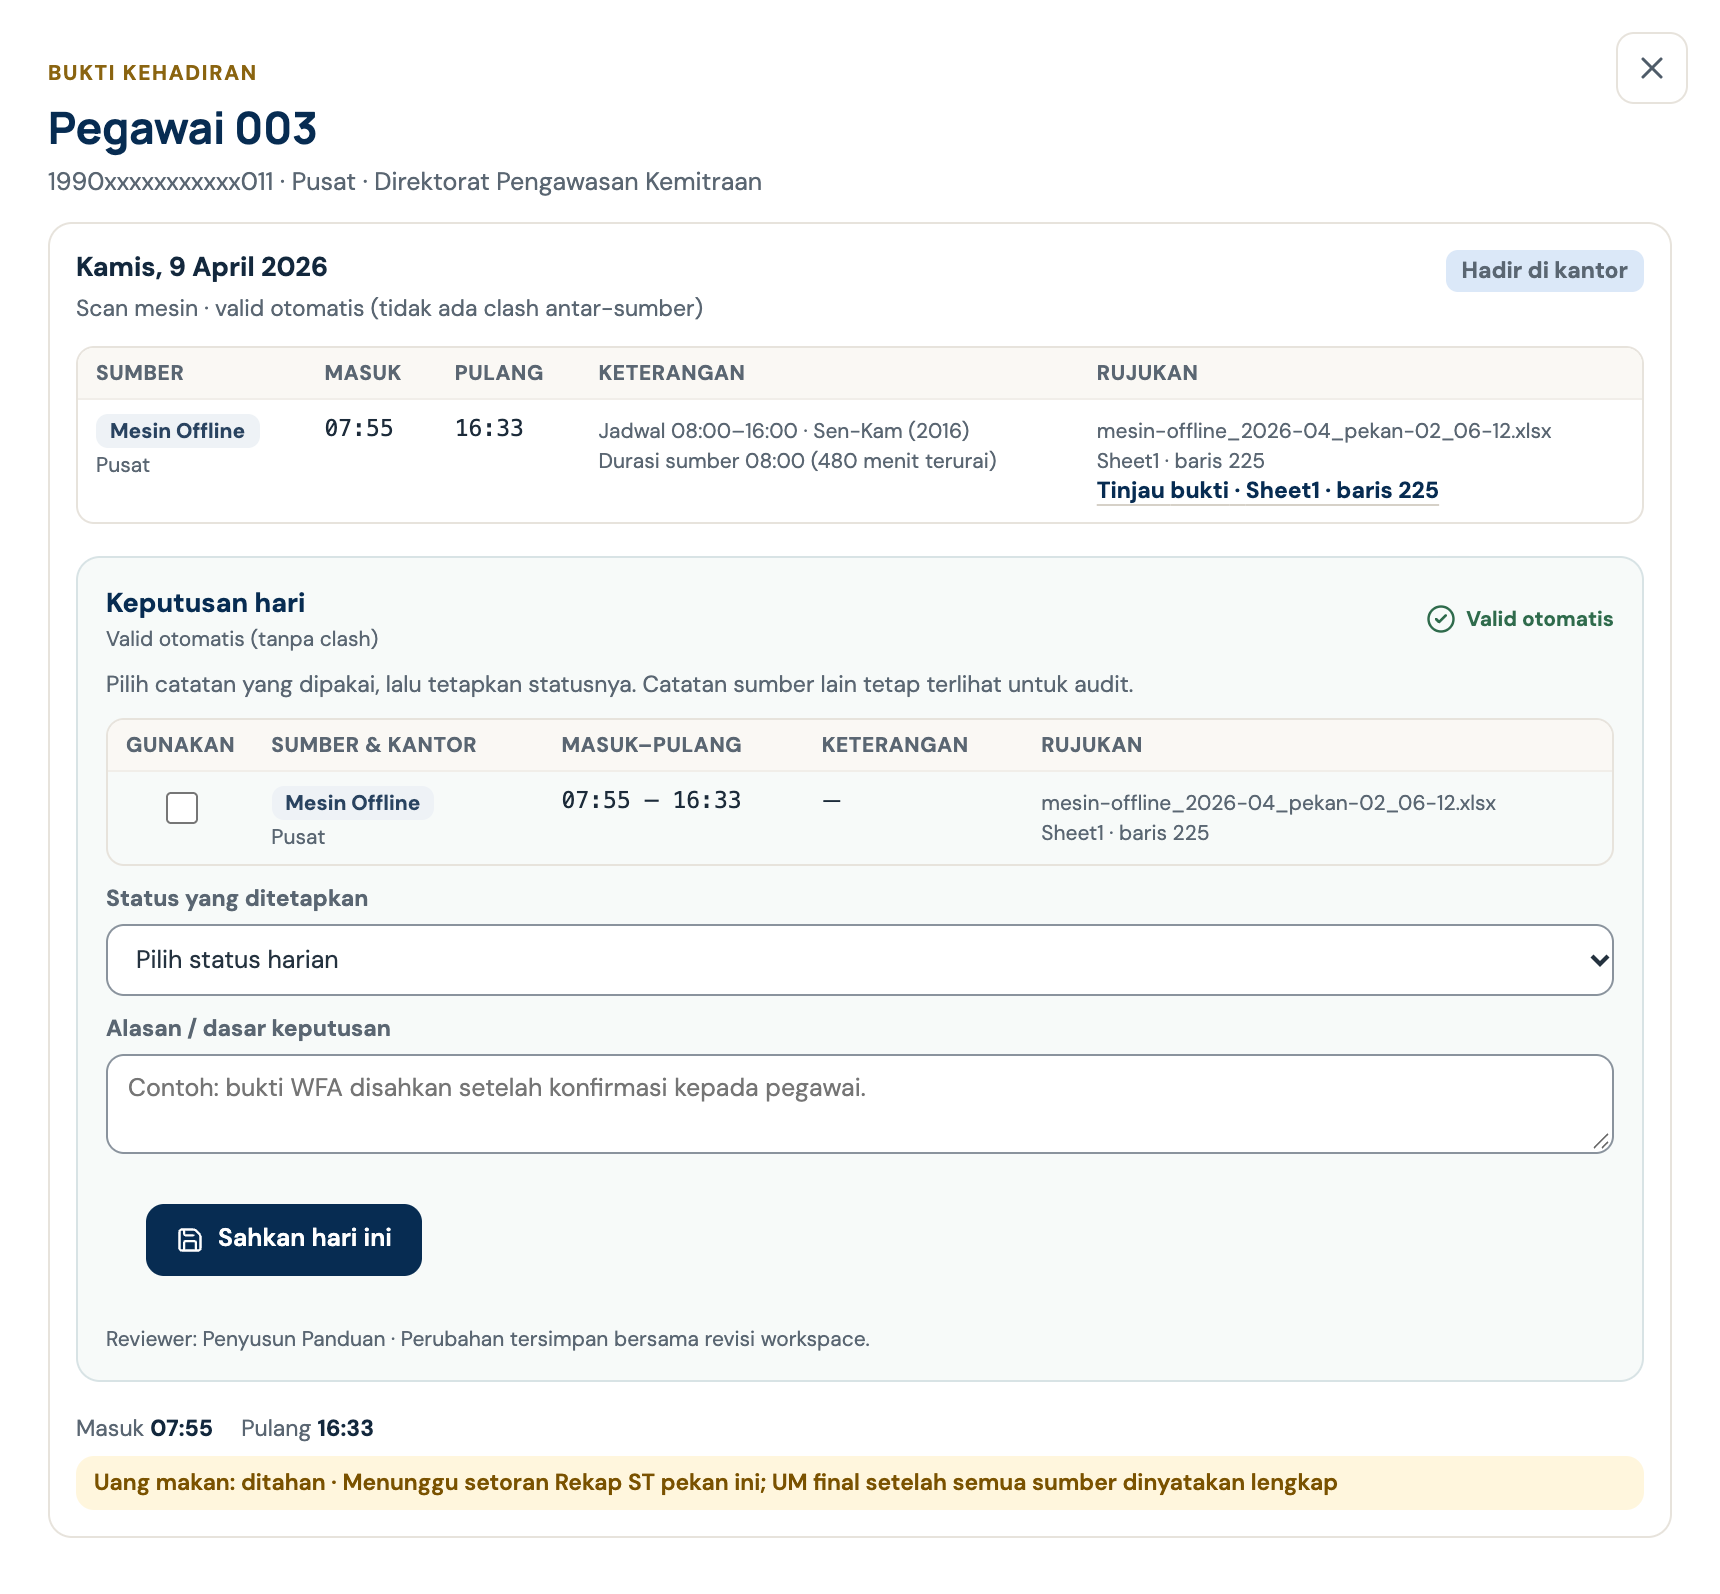 BUKTI KEHADIRAN
Pegawai 003
1990xxxxxxxxxxx011 · Pusat · Direktorat Pengawasan Kemitraan
Kamis, 9 April 2026
Hadir di kantor
Scan mesin · valid otomatis (tidak ada clash antar-sumber)
SUMBER MASUK PULANG KETERANGAN RUJUKAN
Mesin Offline 07:55 16:33 Jadwal 08:00–16:00 · Sen-Kam (2016) mesin-offline_2026-04_pekan-02_06-12.xlsx
Pusat Durasi sumber 08:00 (480 menit terurai) Sheet1 · baris 225
Tinjau bukti · Sheet1 · baris 225
Keputusan hari
Valid otomatis
Valid otomatis (tanpa clash)
Pilih catatan yang dipakai, lalu tetapkan statusnya. Catatan sumber lain tetap terlihat untuk audit.
GUNAKAN SUMBER & KANTOR MASUK–PULANG KETERANGAN RUJUKAN
Mesin Offline 07:55 — 16:33 — mesin-offline_2026-04_pekan-02_06-12.xlsx
Pusat Sheet1 · baris 225
Status yang ditetapkan
Pilih status harian
Alasan / dasar keputusan
Contoh: bukti WFA disahkan setelah konfirmasi kepada pegawai.
Sahkan hari ini
Reviewer: Penyusun Panduan · Perubahan tersimpan bersama revisi workspace.
Masuk 07:55 Pulang 16:33
Uang makan: ditahan · Menunggu setoran Rekap ST pekan ini; UM final setelah semua sumber dinyatakan lengkap